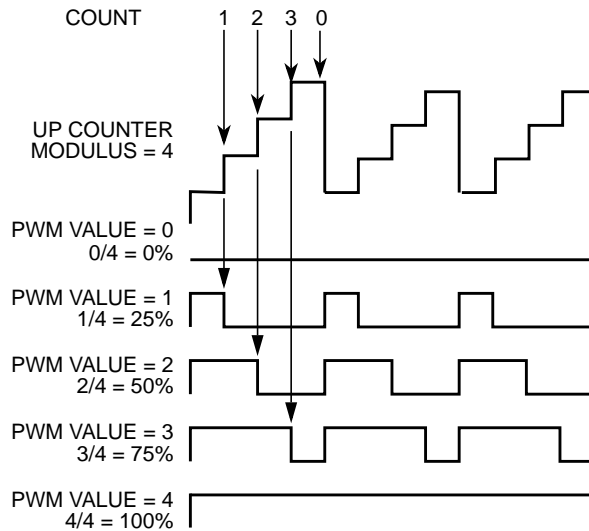 COUNT 1 2 3 0
UP COUNTER
MODULUS = 4
PWM VALUE = 0
0/4 = 0%
PWM VALUE = 1
1/4 = 25%
PWM VALUE = 2
2/4 = 50%
PWM VALUE = 3
3/4 = 75%
PWM VALUE = 4
4/4 = 100%